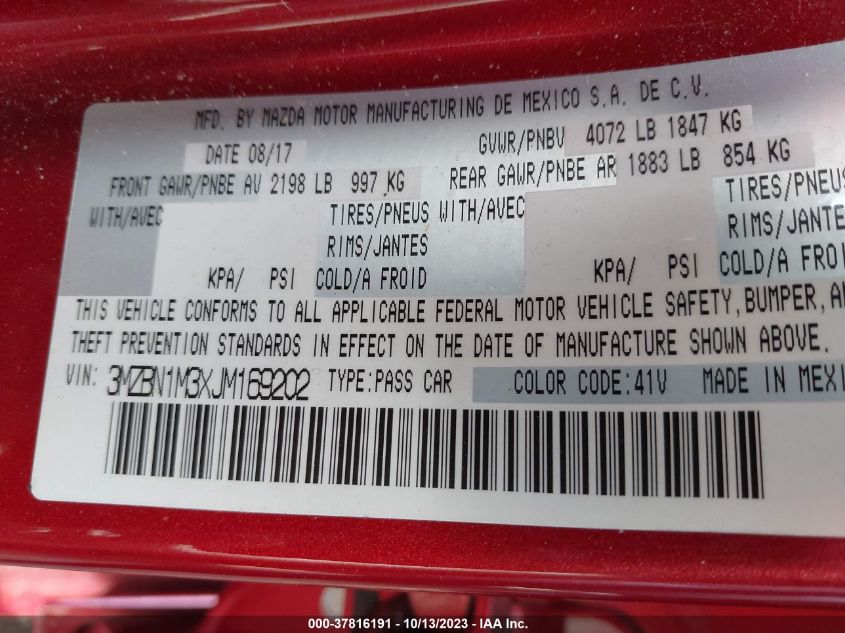 MFD. BY MAZDA MOTOR MANUFACTURING DE MEXICO S.A. DE C.V.
DATE 08/17 GVWR/PNBV 4072 LB 1847 KG
FRONT GAWR/PNBE AV 2198 LB 997 KG REAR GAWR/PNBE AR 1883 LB 854 KG
WITH/AVEC TIRES/PNEUS WITH/AVEC TIRES/PNEUS
RIMS/JANTES RIMS/JANTES
KPA/ PSI COLD/A FROID KPA/ PSI COLD/A FROI
THIS VEHICLE CONFORMS TO ALL APPLICABLE FEDERAL MOTOR VEHICLE SAFETY, BUMPER, AN
THEFT PREVENTION STANDARDS IN EFFECT ON THE DATE OF MANUFACTURE SHOWN ABOVE.
VIN: 3MZBN1M3XJM169202 TYPE:PASS CAR COLOR CODE:41V MADE IN MEXI
000-37816191 - 10/13/2023 - IAA Inc.